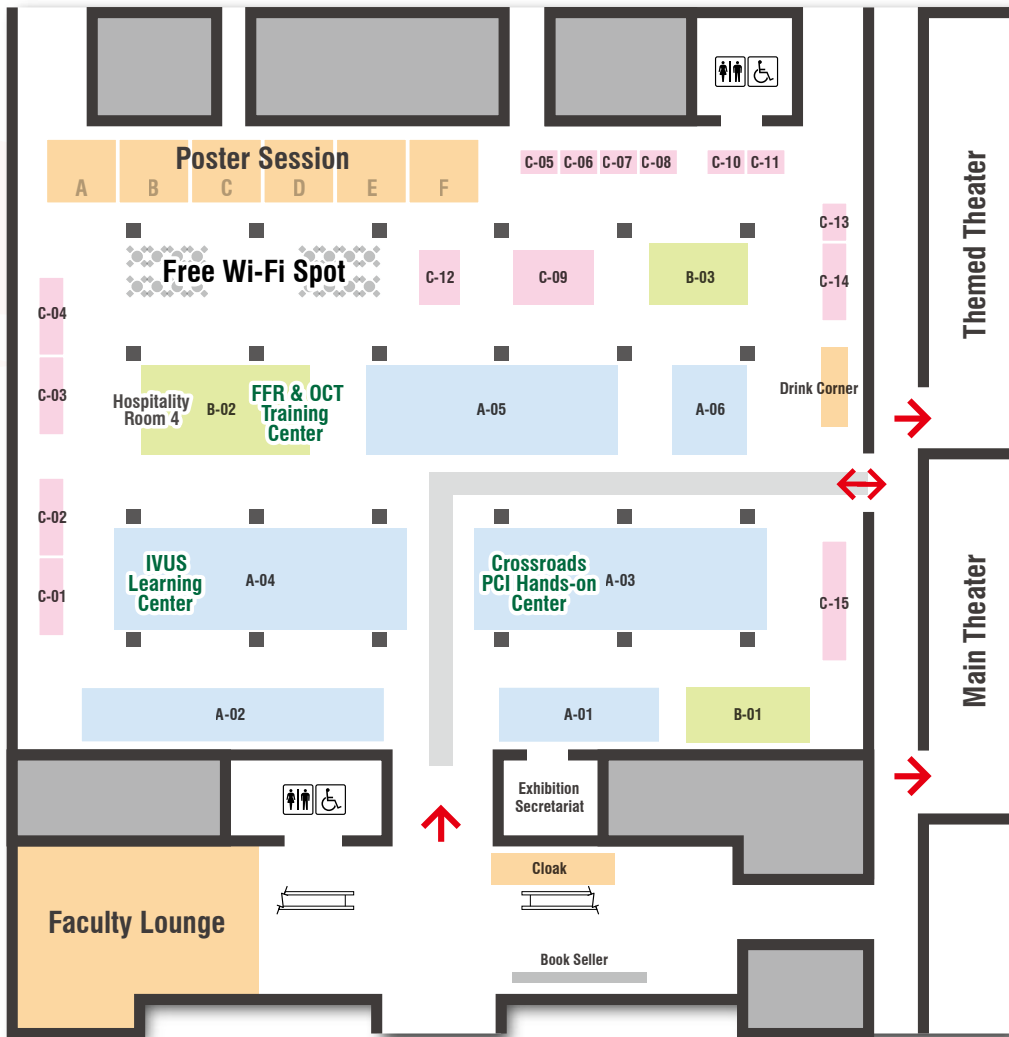 Poster Session
A
B
C
D
E
F
C-05
C-06
C-07
C-08
C-10
C-11
C-13
C-14
Free Wi-Fi Spot
C-12
C-09
B-03
Themed Theater
C-04
C-03
Hospitality
Room 4
B-02
FFR & OCT
Training
Center
A-05
A-06
Drink Corner
C-02
C-01
IVUS
Learning
Center
A-04
Crossroads
PCI Hands-on
Center
A-03
C-15
Main Theater
A-02
A-01
B-01
Exhibition
Secretariat
Cloak
Faculty Lounge
Book Seller